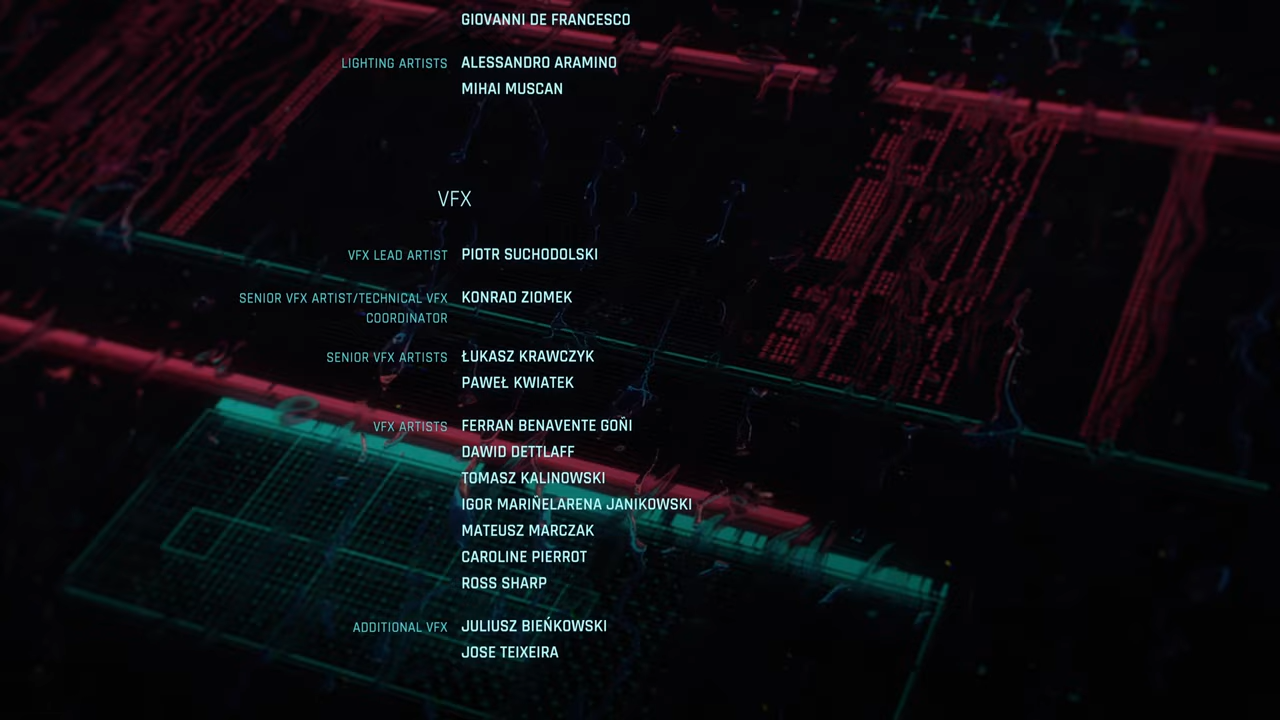 GIOVANNI DE FRANCESCO
LIGHTING ARTISTS ALESSANDRO ARAMINO
MIHAI MUSCAN
VFX
VFX LEAD ARTIST PIOTR SUCHODOLSKI
SENIOR VFX ARTIST/TECHNICAL VFX KONRAD ZIOMEK
COORDINATOR
SENIOR VFX ARTISTS ŁUKASZ KRAWCZYK
PAWEŁ KWIATEK
VFX ARTISTS FERRAN BENAVENTE GOÑI
DAWID DETTLAFF
TOMASZ KALINOWSKI
IGOR MARIÑELARENA JANIKOWSKI
MATEUSZ MARCZAK
CAROLINE PIERROT
ROSS SHARP
ADDITIONAL VFX JULIUSZ BIEŃKOWSKI
JOSE TEIXEIRA